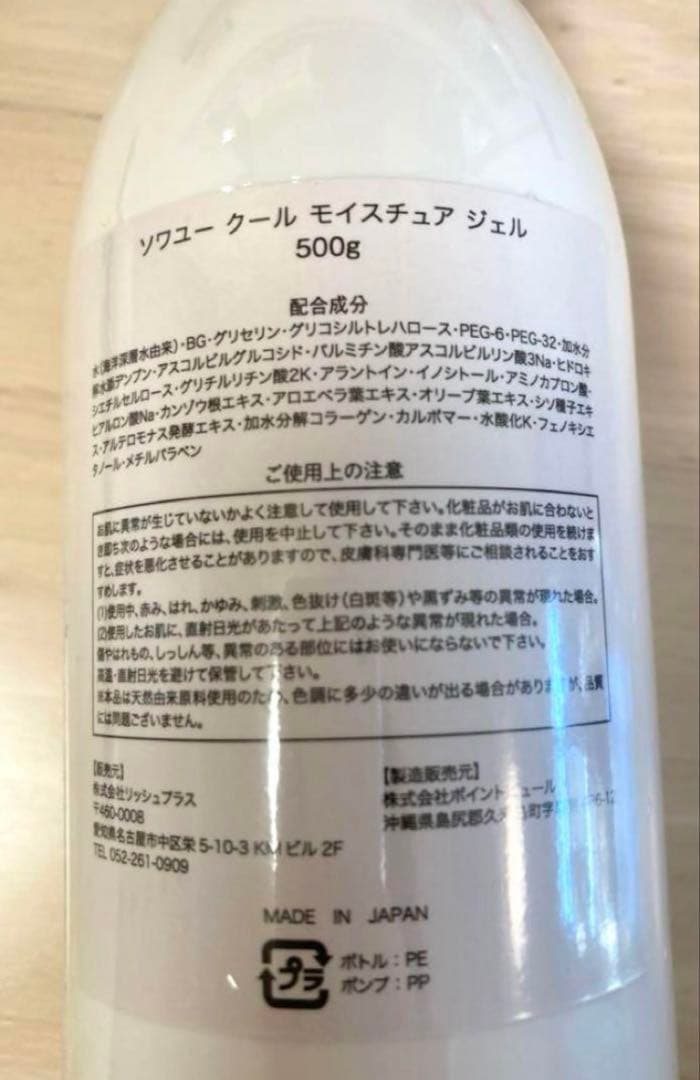 ソワユー クール モイスチュア ジェル
500g
配合成分
水(海洋深層水由来)・BG・グリセリン・グリコシルトレハロース・PEG-6・PEG-32・加水分
解水添デンプン・アスコルビルグルコシド・パルミチン酸アスコルビルリン酸3Na・ヒドロキ
シエチルセルロース・グリチルリチン酸2K・アラントイン・イノシトール・アミノカプロン酸・
ヒアルロン酸Na・カンゾウ根エキス・アロエベラ葉エキス・オリーブ葉エキス・シソ種子エキ
ス・アルテロモナス発酵エキス・加水分解コラーゲン・カルボマー・水酸化K・フェノキシエ
タノール・メチルパラベン
ご使用上の注意
お肌に異常が生じていないかよく注意して使用して下さい。化粧品がお肌に合わないと
き即ち次のような場合には、使用を中止して下さい。そのまま化粧品類の使用を続けま
すと、症状を悪化させることがありますので、皮膚科専門医等にご相談されることをおす
すめします。
(1)使用中、赤み、はれ、かゆみ、刺激、色抜け(白斑等)や黒ずみ等の異常が現れた場合。
(2)使用したお肌に、直射日光があたって上記のような異常が現れた場合。
傷やはれもの、しっしん等、異常のある部位にはお使いにならないで下さい。
高温・直射日光を避けて保管して下さい。
※本品は天然由来原料使用のため、色調に多少の違いが出る場合がありますが、品質
には問題ございません。
【販売元】
株式会社リッシュプラス
〒460-0008
愛知県名古屋市中区栄 5-10-3 KMビル 2F
TEL 052-261-0909
【製造販売元】
株式会社ポイントピュール
沖縄県島尻郡久米島町字
MADE IN JAPAN
プラ
ボトル：PE
ポンプ：PP